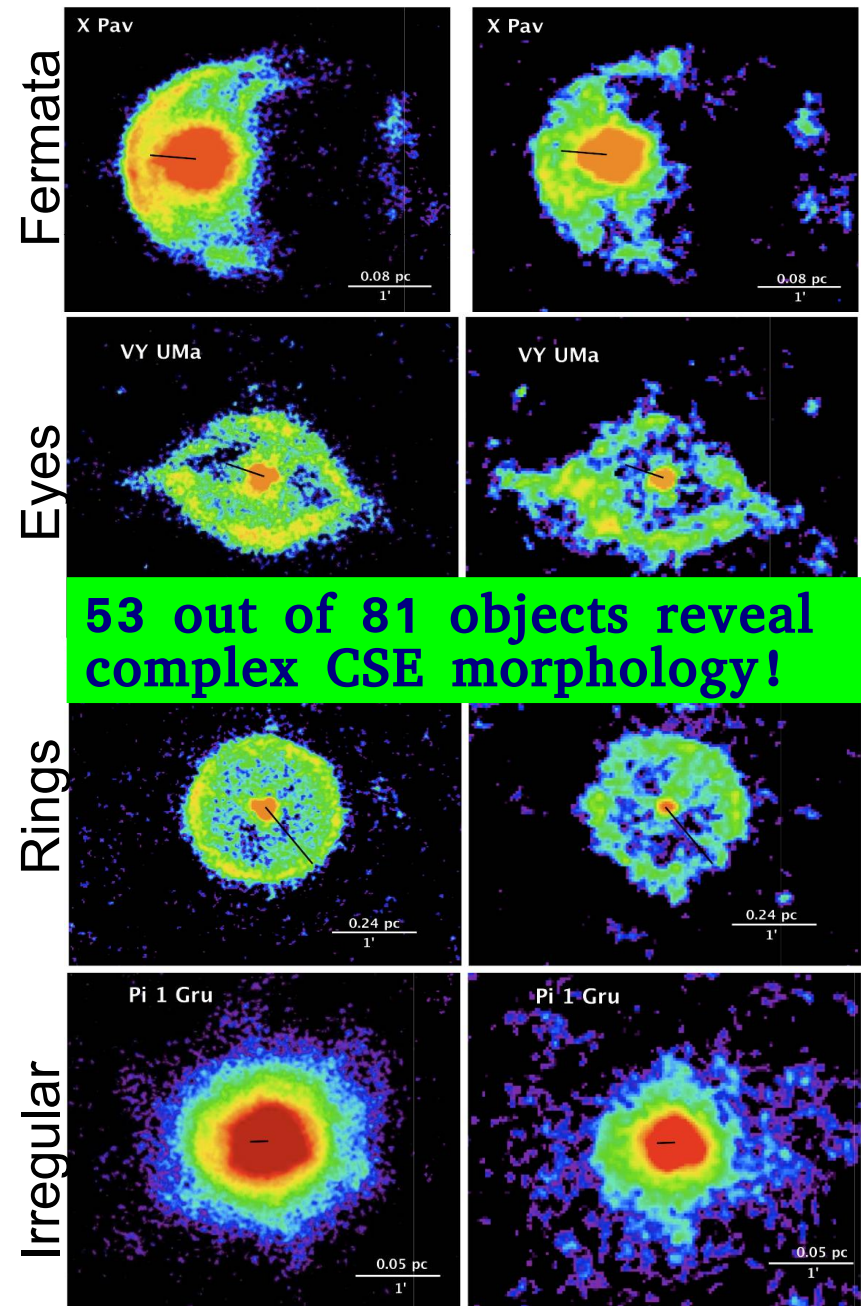 Fermata
X Pav
0.08 pc
1'
X Pav
0.08 pc
1'
Eyes
VY UMa
VY UMa
53 out of 81 objects reveal
complex CSE morphology!
Rings
0.24 pc
1'
0.24 pc
1'
Irregular
Pi 1 Gru
0.05 pc
1'
Pi 1 Gru
0.05 pc
1'